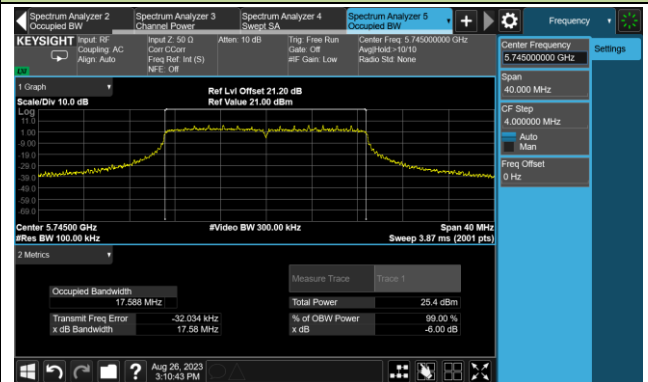 Spectrum Analyzer 2
Occupied BW
Spectrum Analyzer 3
Channel Power
Spectrum Analyzer 4
Swept SA
Spectrum Analyzer 5
Occupied BW
Frequency
KEYSIGHT
Input: RF
Coupling: AC
Align: Auto
Input Z: 50 Ω
Corr CCorr
Freq Ref: Int (S)
NFE: Off
Atten: 10 dB
Trig: Free Run
Gate: Off
#IF Gain: Low
Center Freq: 5.745000000 GHz
Avg|Hold:>10/10
Radio Std: None
Center Frequency
5.745000000 GHz
Settings
Span
40.000 MHz
CF Step
4.000000 MHz
Auto
Man
Freq Offset
0 Hz
1 Graph
Scale/Div 10.0 dB
Ref Lvl Offset 21.20 dB
Ref Value 21.00 dBm
Log
11.0
1.00
-9.00
-19.0
-29.0
-39.0
-49.0
-59.0
-69.0
Center 5.74500 GHz
#Res BW 100.00 kHz
#Video BW 300.00 kHz
Span 40 MHz
Sweep 3.87 ms (2001 pts)
2 Metrics
Measure Trace
Trace 1
Occupied Bandwidth
17.588 MHz
Transmit Freq Error
-32.034 kHz
x dB Bandwidth
17.58 MHz
Total Power
25.4 dBm
% of OBW Power
99.00 %
x dB
-6.00 dB
Aug 26, 2023
3:10:43 PM